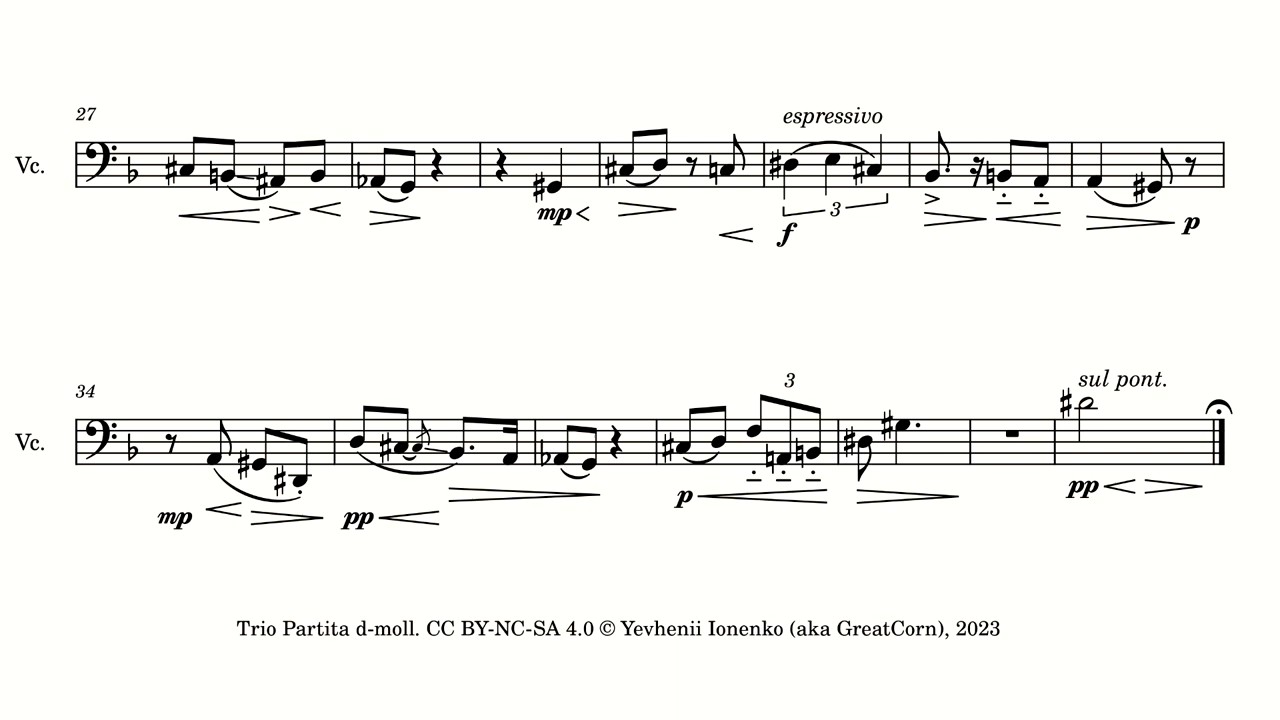 27
espressivo
Vc.
mp
3
f
p
34
3
sul pont.
Vc.
mp
pp
p
pp
Trio Partita d-moll. CC BY-NC-SA 4.0 © Yevhenii Ionenko (aka GreatCorn), 2023